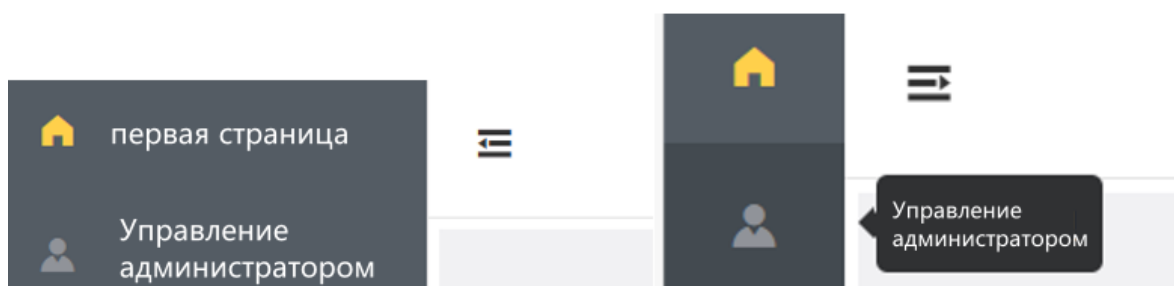 первая страница
Управление
администратором
Управление
администратором